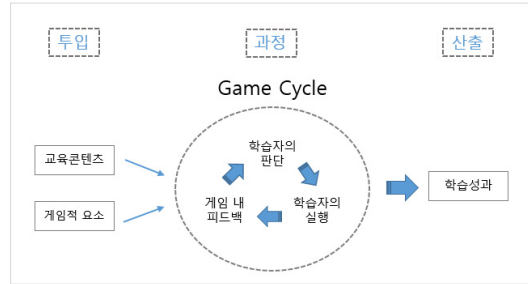 투입
과정
산출
Game Cycle
교육콘텐츠
게임적 요소
학습자의
판단
게임 내
피드백
학습자의
실행
학습성과